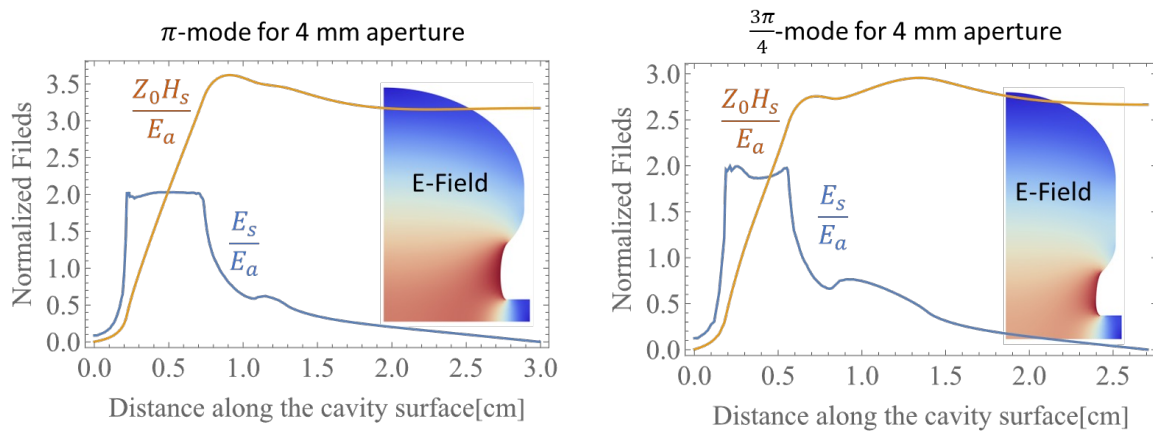 π-mode for 4 mm aperture
Normalized Fileds
3.5
3.0
2.5
2.0
1.5
1.0
0.5
0.0
Z₀Hₛ
Eₐ
Eₛ
Eₐ
E-Field
0.0 0.5 1.0 1.5 2.0 2.5 3.0
Distance along the cavity surface[cm]
3π/4-mode for 4 mm aperture
Normalized Fileds
3.0
2.5
2.0
1.5
1.0
0.5
0.0
Z₀Hₛ
Eₐ
Eₛ
Eₐ
E-Field
0.0 0.5 1.0 1.5 2.0 2.5
Distance along the cavity surface[cm]